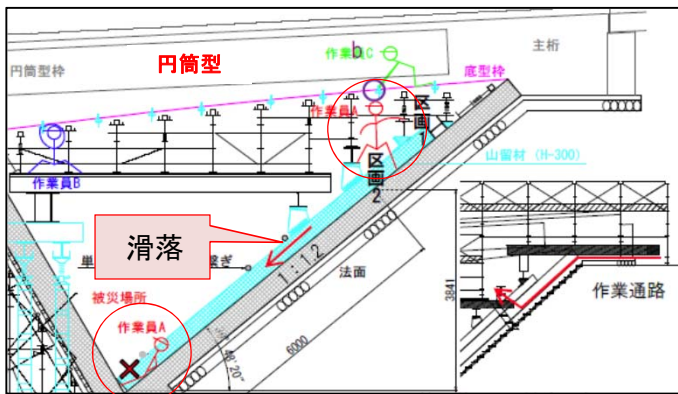 円筒型枠
円筒型
b
作業員C
主桁
底型枠
作業員A
区画1
作業員B
区画2
山留材 (H-300)
滑落
1:1.2
法面
3841
作業通路
被災場所
作業員A
48°20"
6000